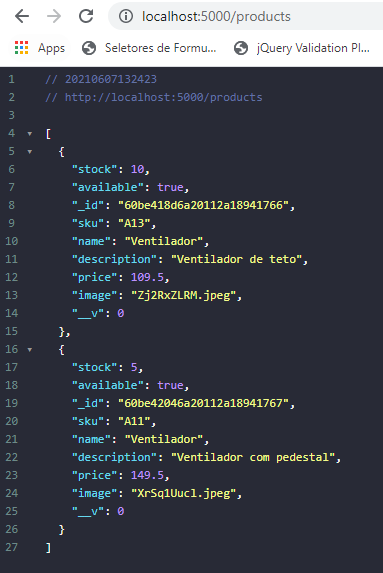 localhost:5000/products
Apps
Seletores de Formu...
jQuery Validation Pl...
1 // 20210607132423
2 // http://localhost:5000/products
3
4 [
5 {
6 "stock": 10,
7 "available": true,
8 "_id": "60be418d6a20112a18941766",
9 "sku": "A13",
10 "name": "Ventilador",
11 "description": "Ventilador de teto",
12 "price": 109.5,
13 "image": "Zj2RxZLRM.jpeg",
14 "__v": 0
15 },
16 {
17 "stock": 5,
18 "available": true,
19 "_id": "60be42046a20112a18941767",
20 "sku": "A11",
21 "name": "Ventilador",
22 "description": "Ventilador com pedestal",
23 "price": 149.5,
24 "image": "XrSq1Uucl.jpeg",
25 "__v": 0
26 }
27 ]